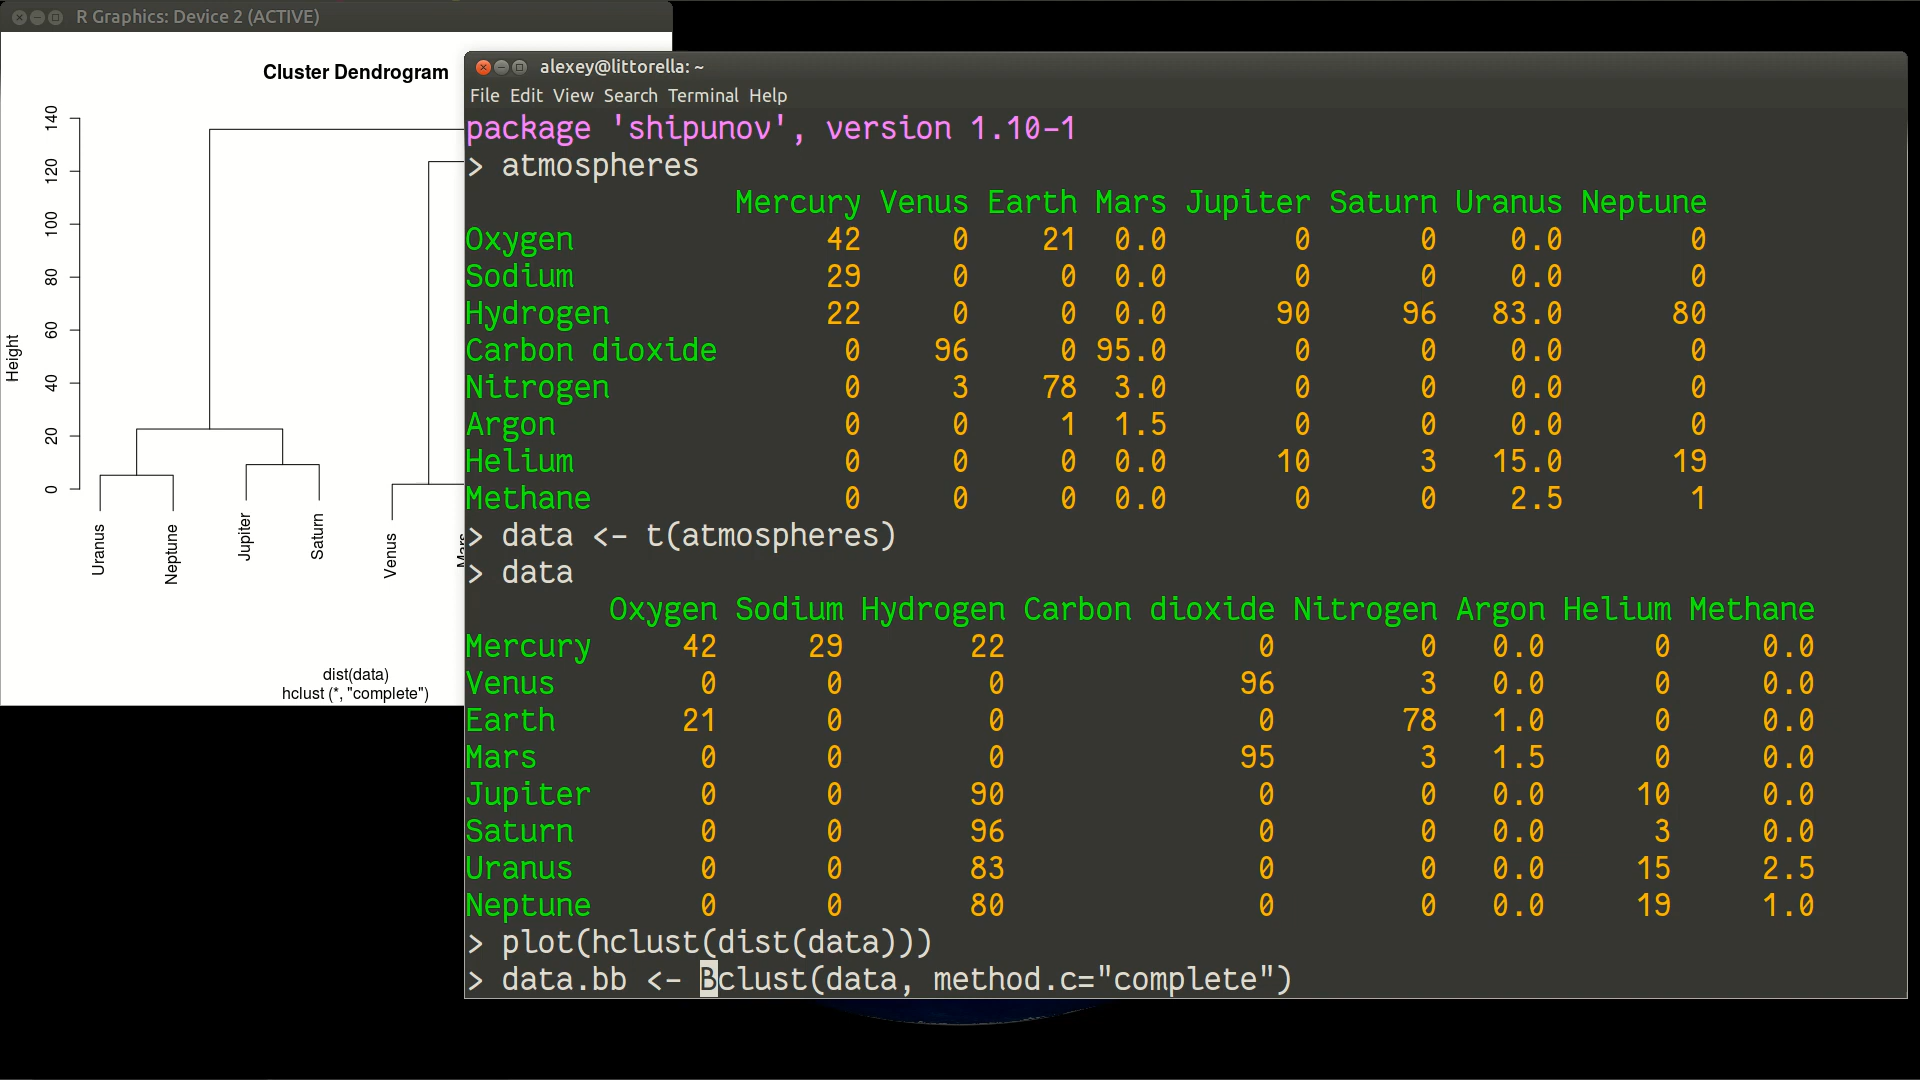 R Graphics: Device 2 (ACTIVE)
Cluster Dendrogram
Height
0 20 40 60 80 100 120 140
Uranus
Neptune
Jupiter
Saturn
Venus
Mars
dist(data)
hclust (*, "complete")
alexey@littorella: ~
File Edit View Search Terminal Help
package 'shipunov', version 1.10-1
> atmospheres
Mercury Venus Earth Mars Jupiter Saturn Uranus Neptune
Oxygen 42 0 21 0.0 0 0 0.0 0
Sodium 29 0 0 0.0 0 0 0.0 0
Hydrogen 22 0 0 0.0 90 96 83.0 80
Carbon dioxide 0 96 0 95.0 0 0 0.0 0
Nitrogen 0 3 78 3.0 0 0 0.0 0
Argon 0 0 1 1.5 0 0 0.0 0
Helium 0 0 0 0.0 10 3 15.0 19
Methane 0 0 0 0.0 0 0 2.5 1
> data <- t(atmospheres)
> data
Oxygen Sodium Hydrogen Carbon dioxide Nitrogen Argon Helium Methane
Mercury 42 29 22 0 0 0.0 0 0.0
Venus 0 0 0 96 3 0.0 0 0.0
Earth 21 0 0 0 78 1.0 0 0.0
Mars 0 0 0 95 3 1.5 0 0.0
Jupiter 0 0 90 0 0 0.0 10 0.0
Saturn 0 0 96 0 0 0.0 3 0.0
Uranus 0 0 83 0 0 0.0 15 2.5
Neptune 0 0 80 0 0 0.0 19 1.0
> plot(hclust(dist(data)))
> data.bb <- Bclust(data, method.c="complete")